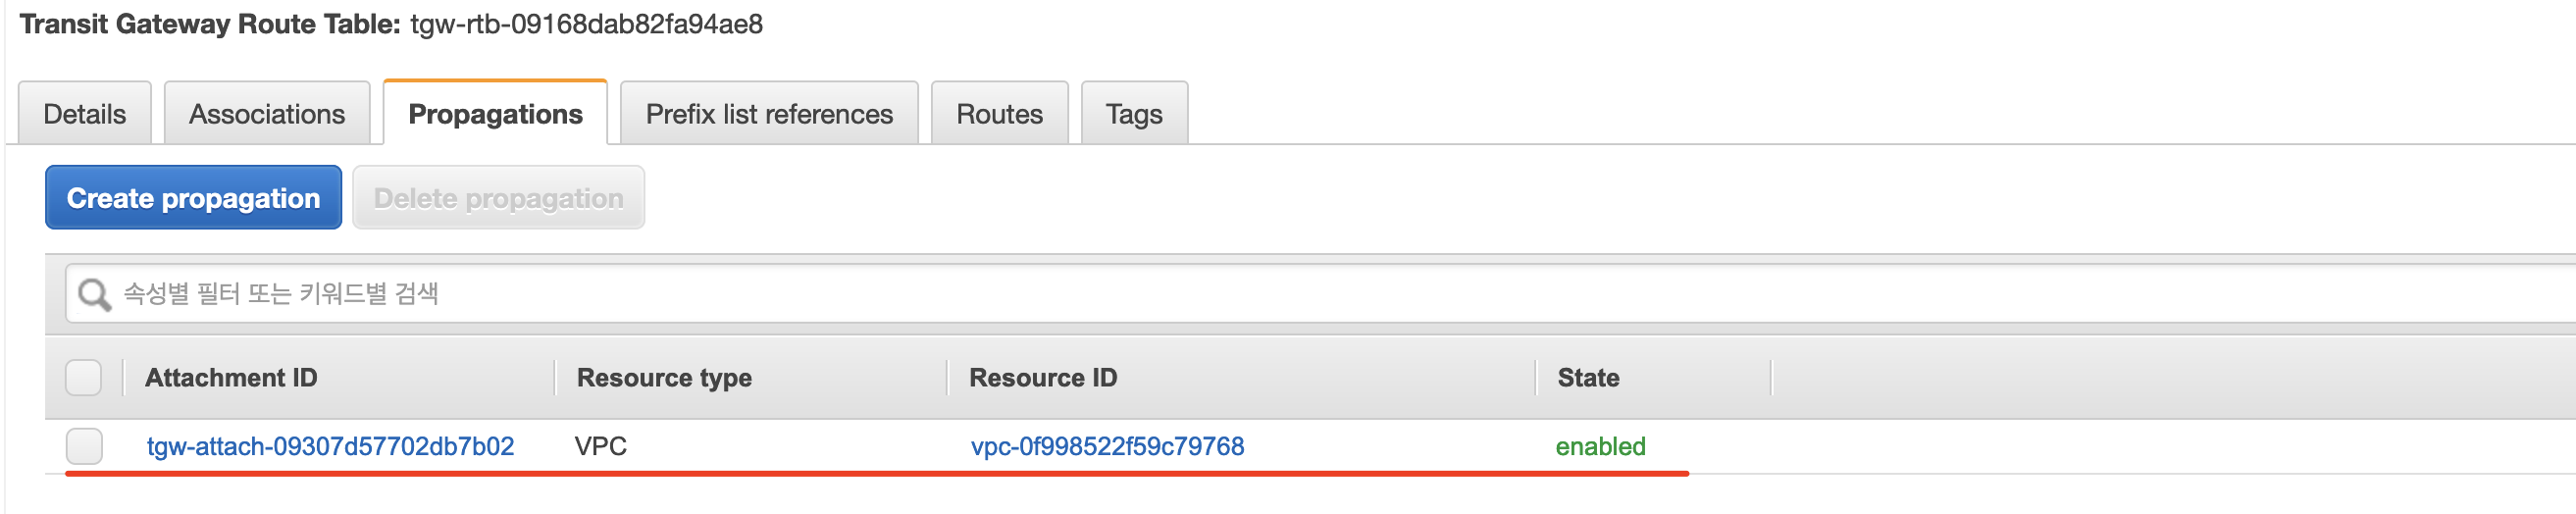 Transit Gateway Route Table: tgw-rtb-09168dab82fa94ae8
Details Associations Propagations Prefix list references Routes Tags
Create propagation Delete propagation
속성별 필터 또는 키워드별 검색
Attachment ID Resource type Resource ID State
tgw-attach-09307d57702db7b02 VPC vpc-0f998522f59c79768 enabled